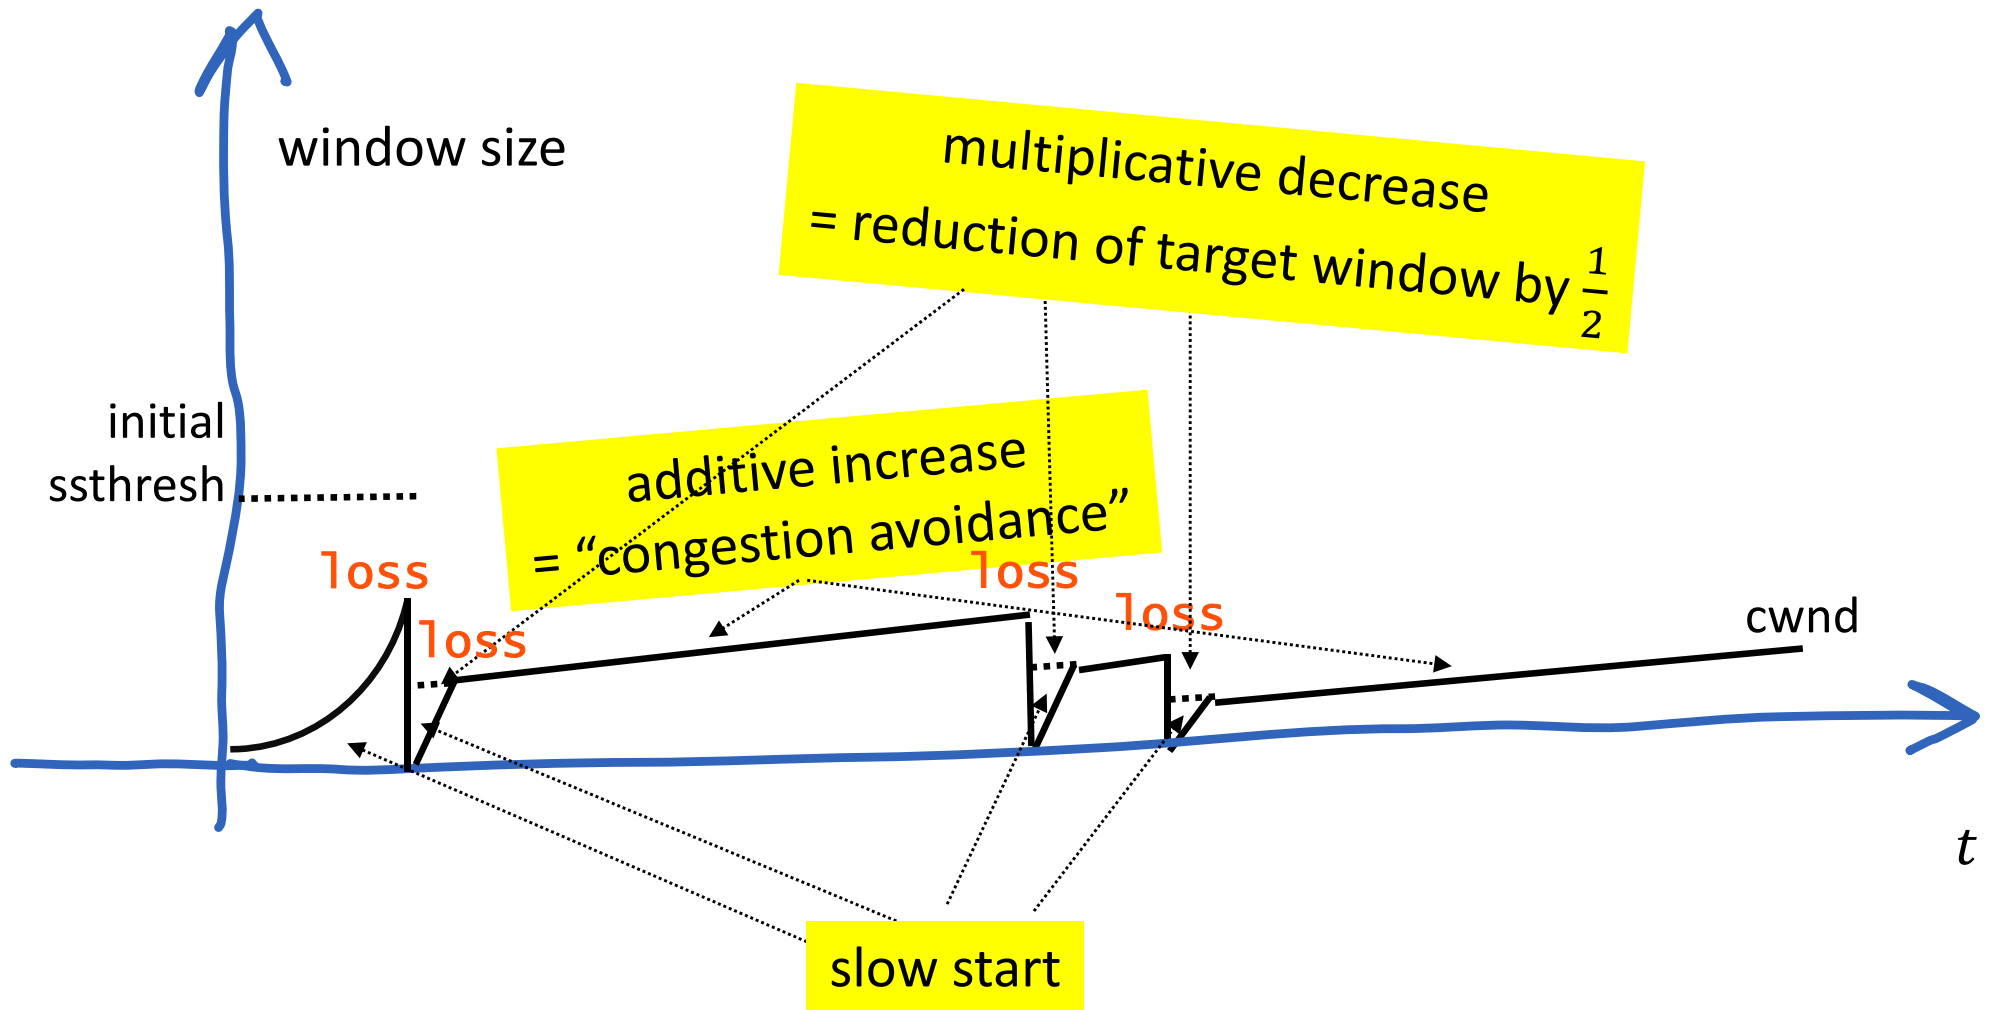 window size
multiplicative decrease
= reduction of target window by 1/2
initial
ssthresh
additive increase
= “congestion avoidance”
loss
loss
loss
loss
cwnd
t
slow start